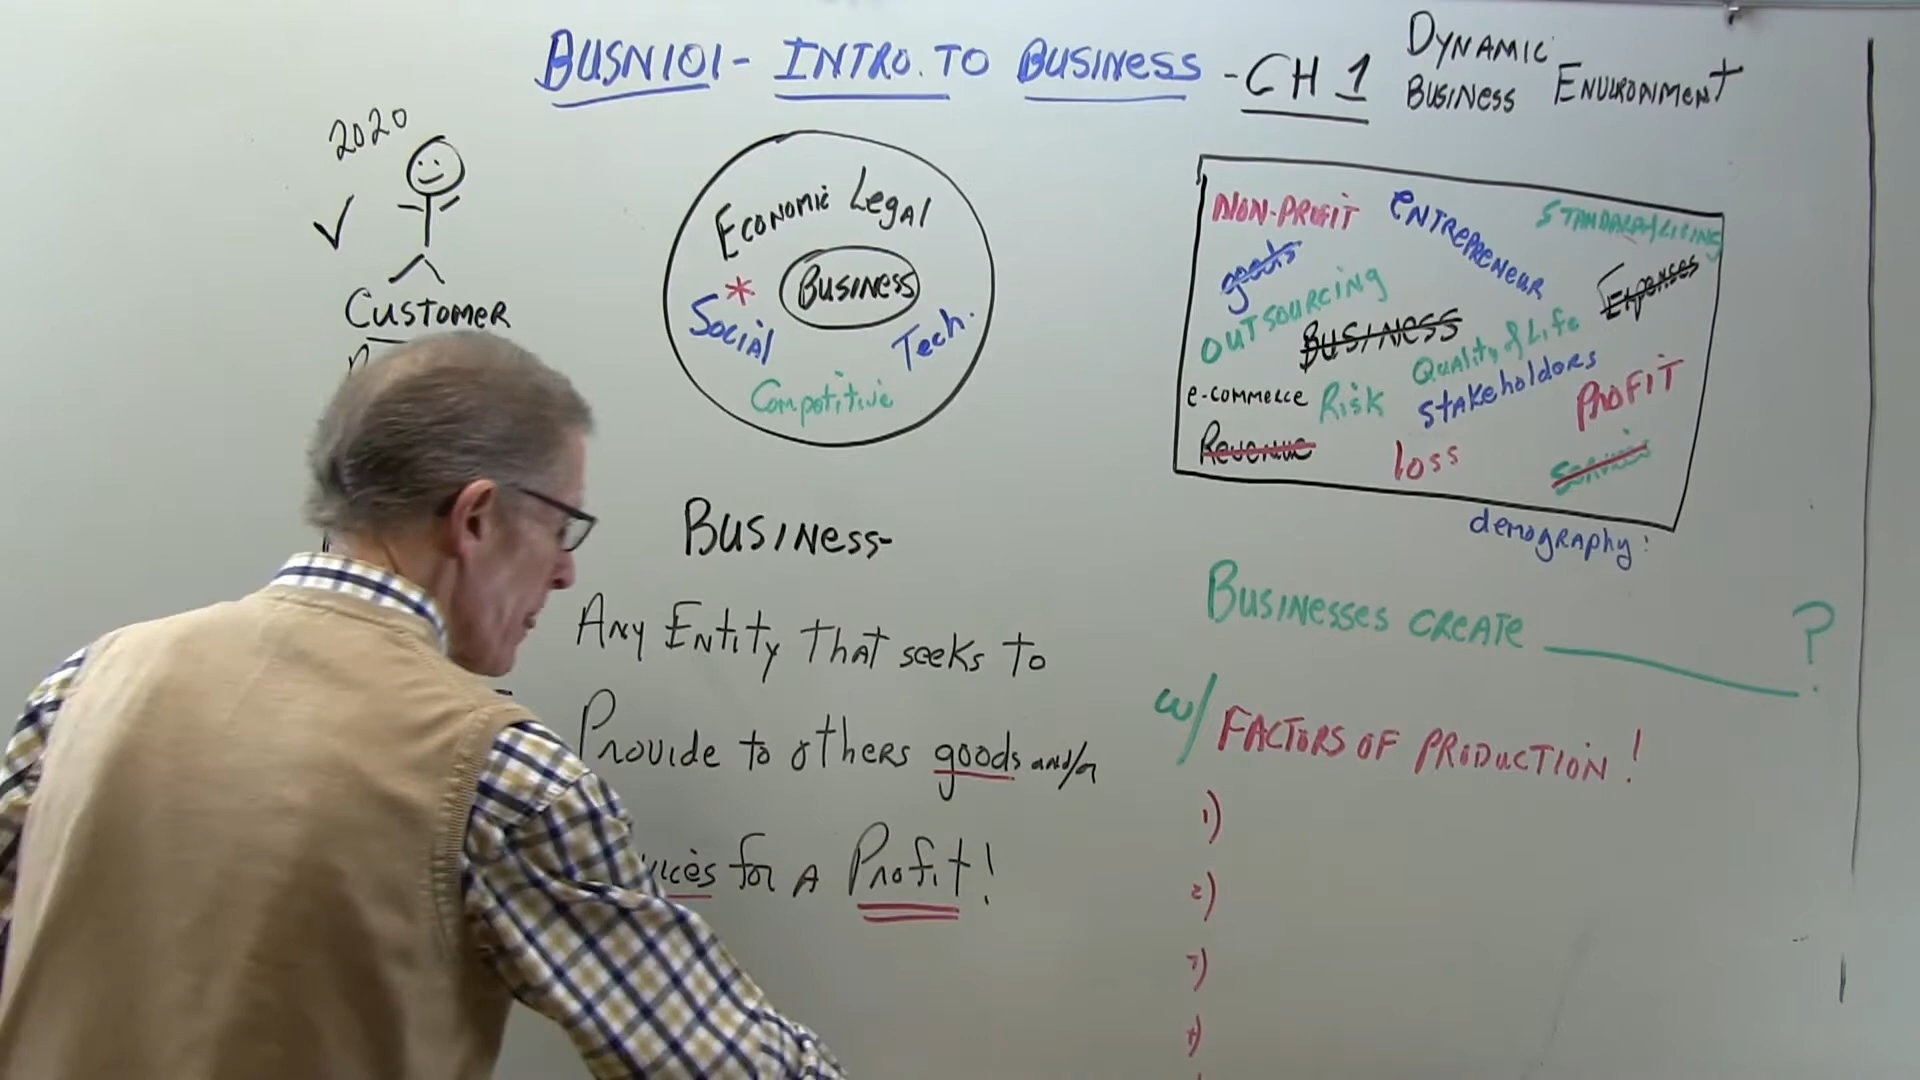 BUSN101 - INTRO. TO BUSINESS - CH 1
DYNAMIC
BUSINESS ENVIRONMENT
2020
CUSTOMER
Economic Legal
BUSINESS
* Social
Tech.
Competitive
NON-PROFIT
ENTREPRENEUR
STANDARD of LIVING
goods
Expenses
OUTSOURCING
BUSINESS
Quality of Life
e-commerce
Risk
stakeholdors
PROFIT
Revenue
loss
Services
demography:
BUSINESS-
ANY ENTITY THAT seeks to
PROVIDE to others goods and/or
for A Profit!
BUSINESSES CREATE ________ ?
w/ FACTORS OF PRODUCTION!
1)
2)
3)
4)